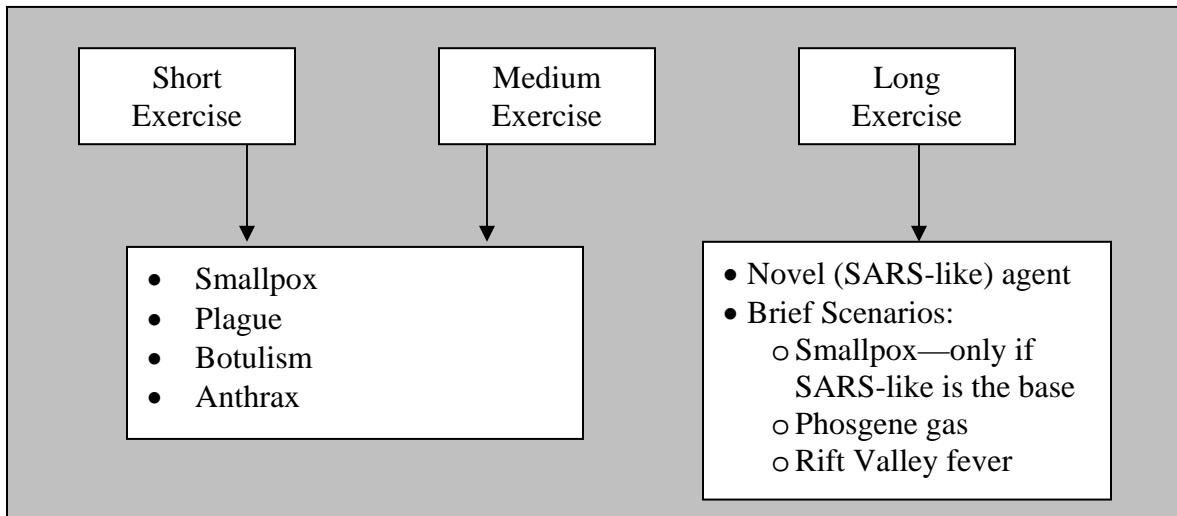 Short
Exercise
Medium
Exercise
Long
Exercise
• Smallpox
• Plague
• Botulism
• Anthrax
• Novel (SARS-like) agent
• Brief Scenarios:
o Smallpox—only if
SARS-like is the base
o Phosgene gas
o Rift Valley fever